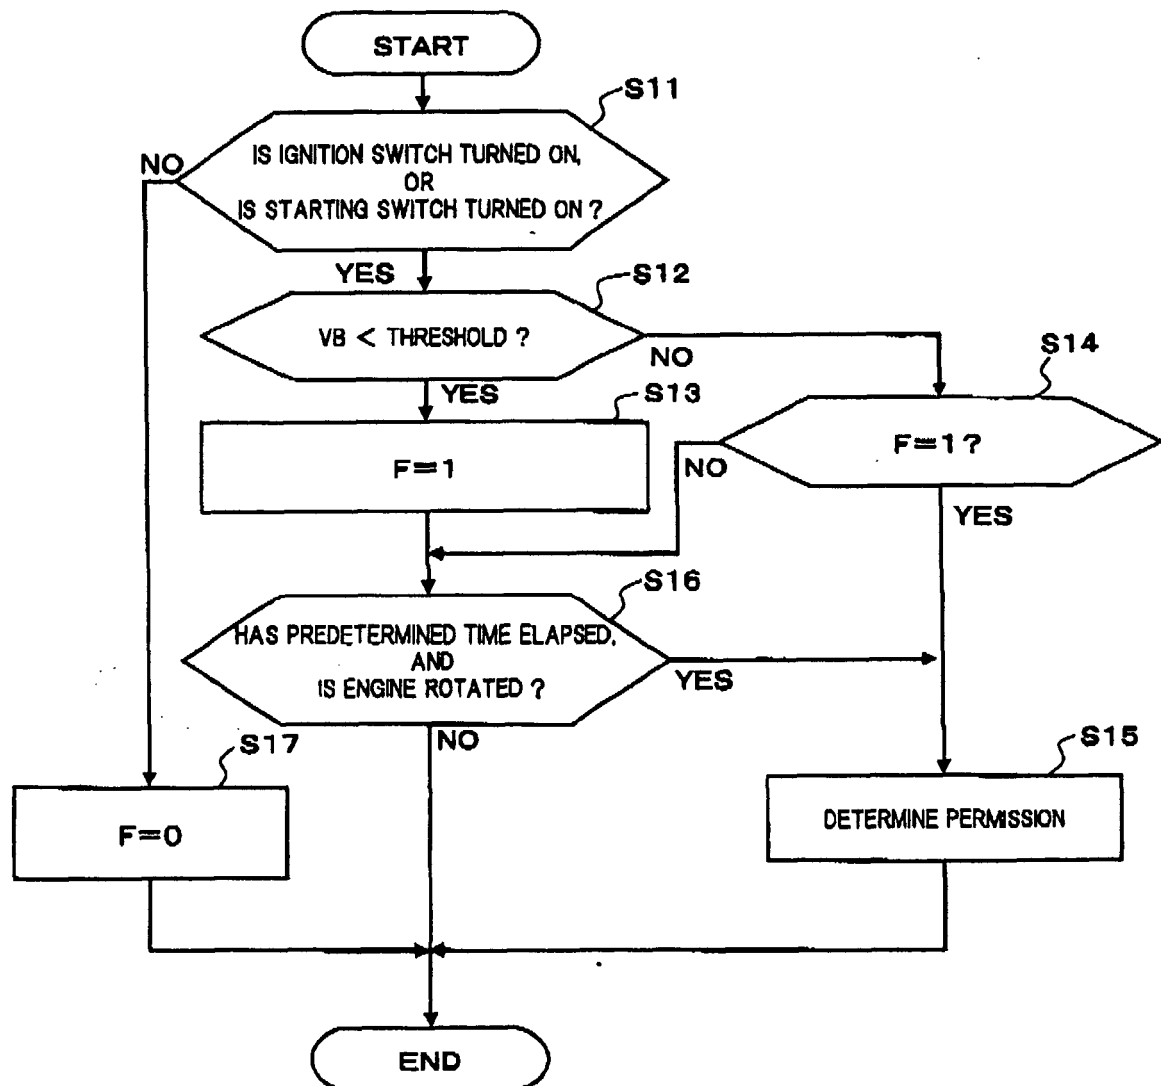 START
S11
IS IGNITION SWITCH TURNED ON,
OR
IS STARTING SWITCH TURNED ON ?
NO
YES
S12
VB < THRESHOLD ?
NO
YES
S13
F=1
S14
F=1?
NO
YES
S16
HAS PREDETERMINED TIME ELAPSED,
AND
IS ENGINE ROTATED ?
YES
NO
S17
F=0
S15
DETERMINE PERMISSION
END